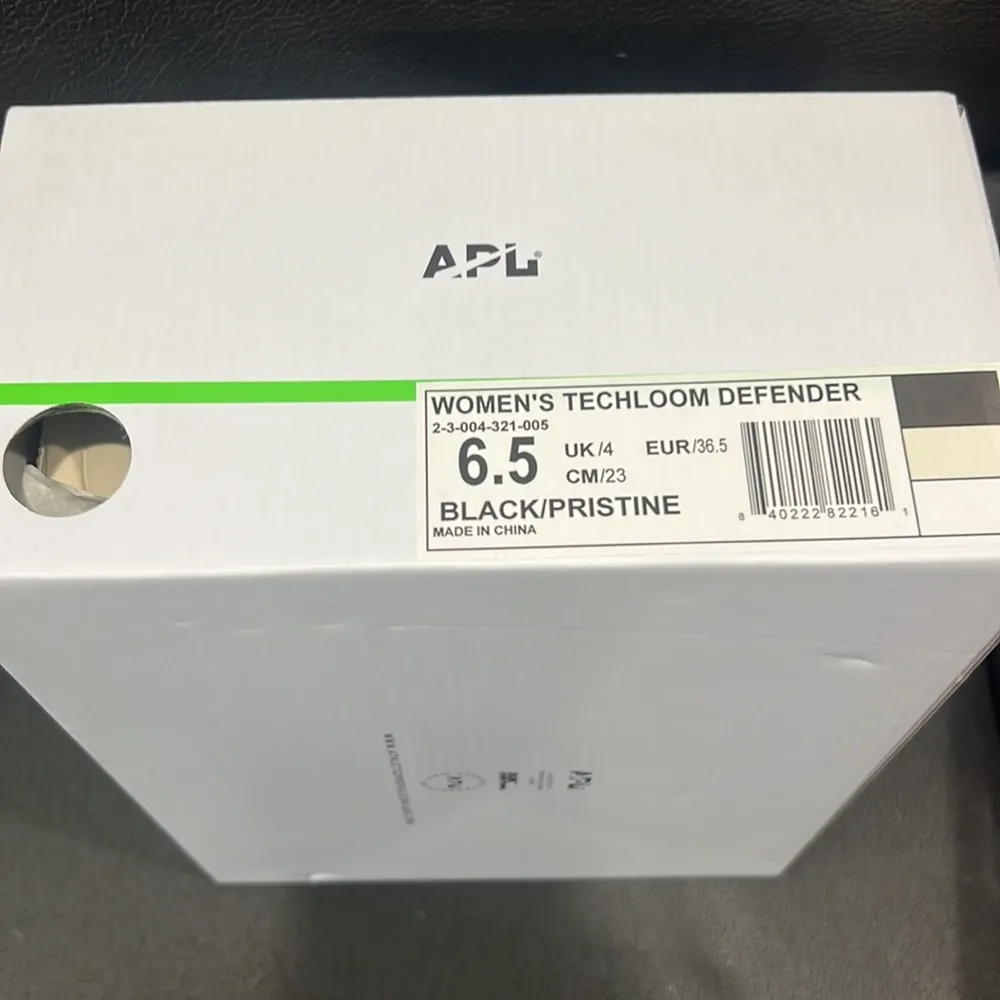 APL®
WOMEN'S TECHLOOM DEFENDER
2-3-004-321-005
6.5 UK/4 EUR/36.5
CM/23
BLACK/PRISTINE
MADE IN CHINA
8 40222 82216 1
APL